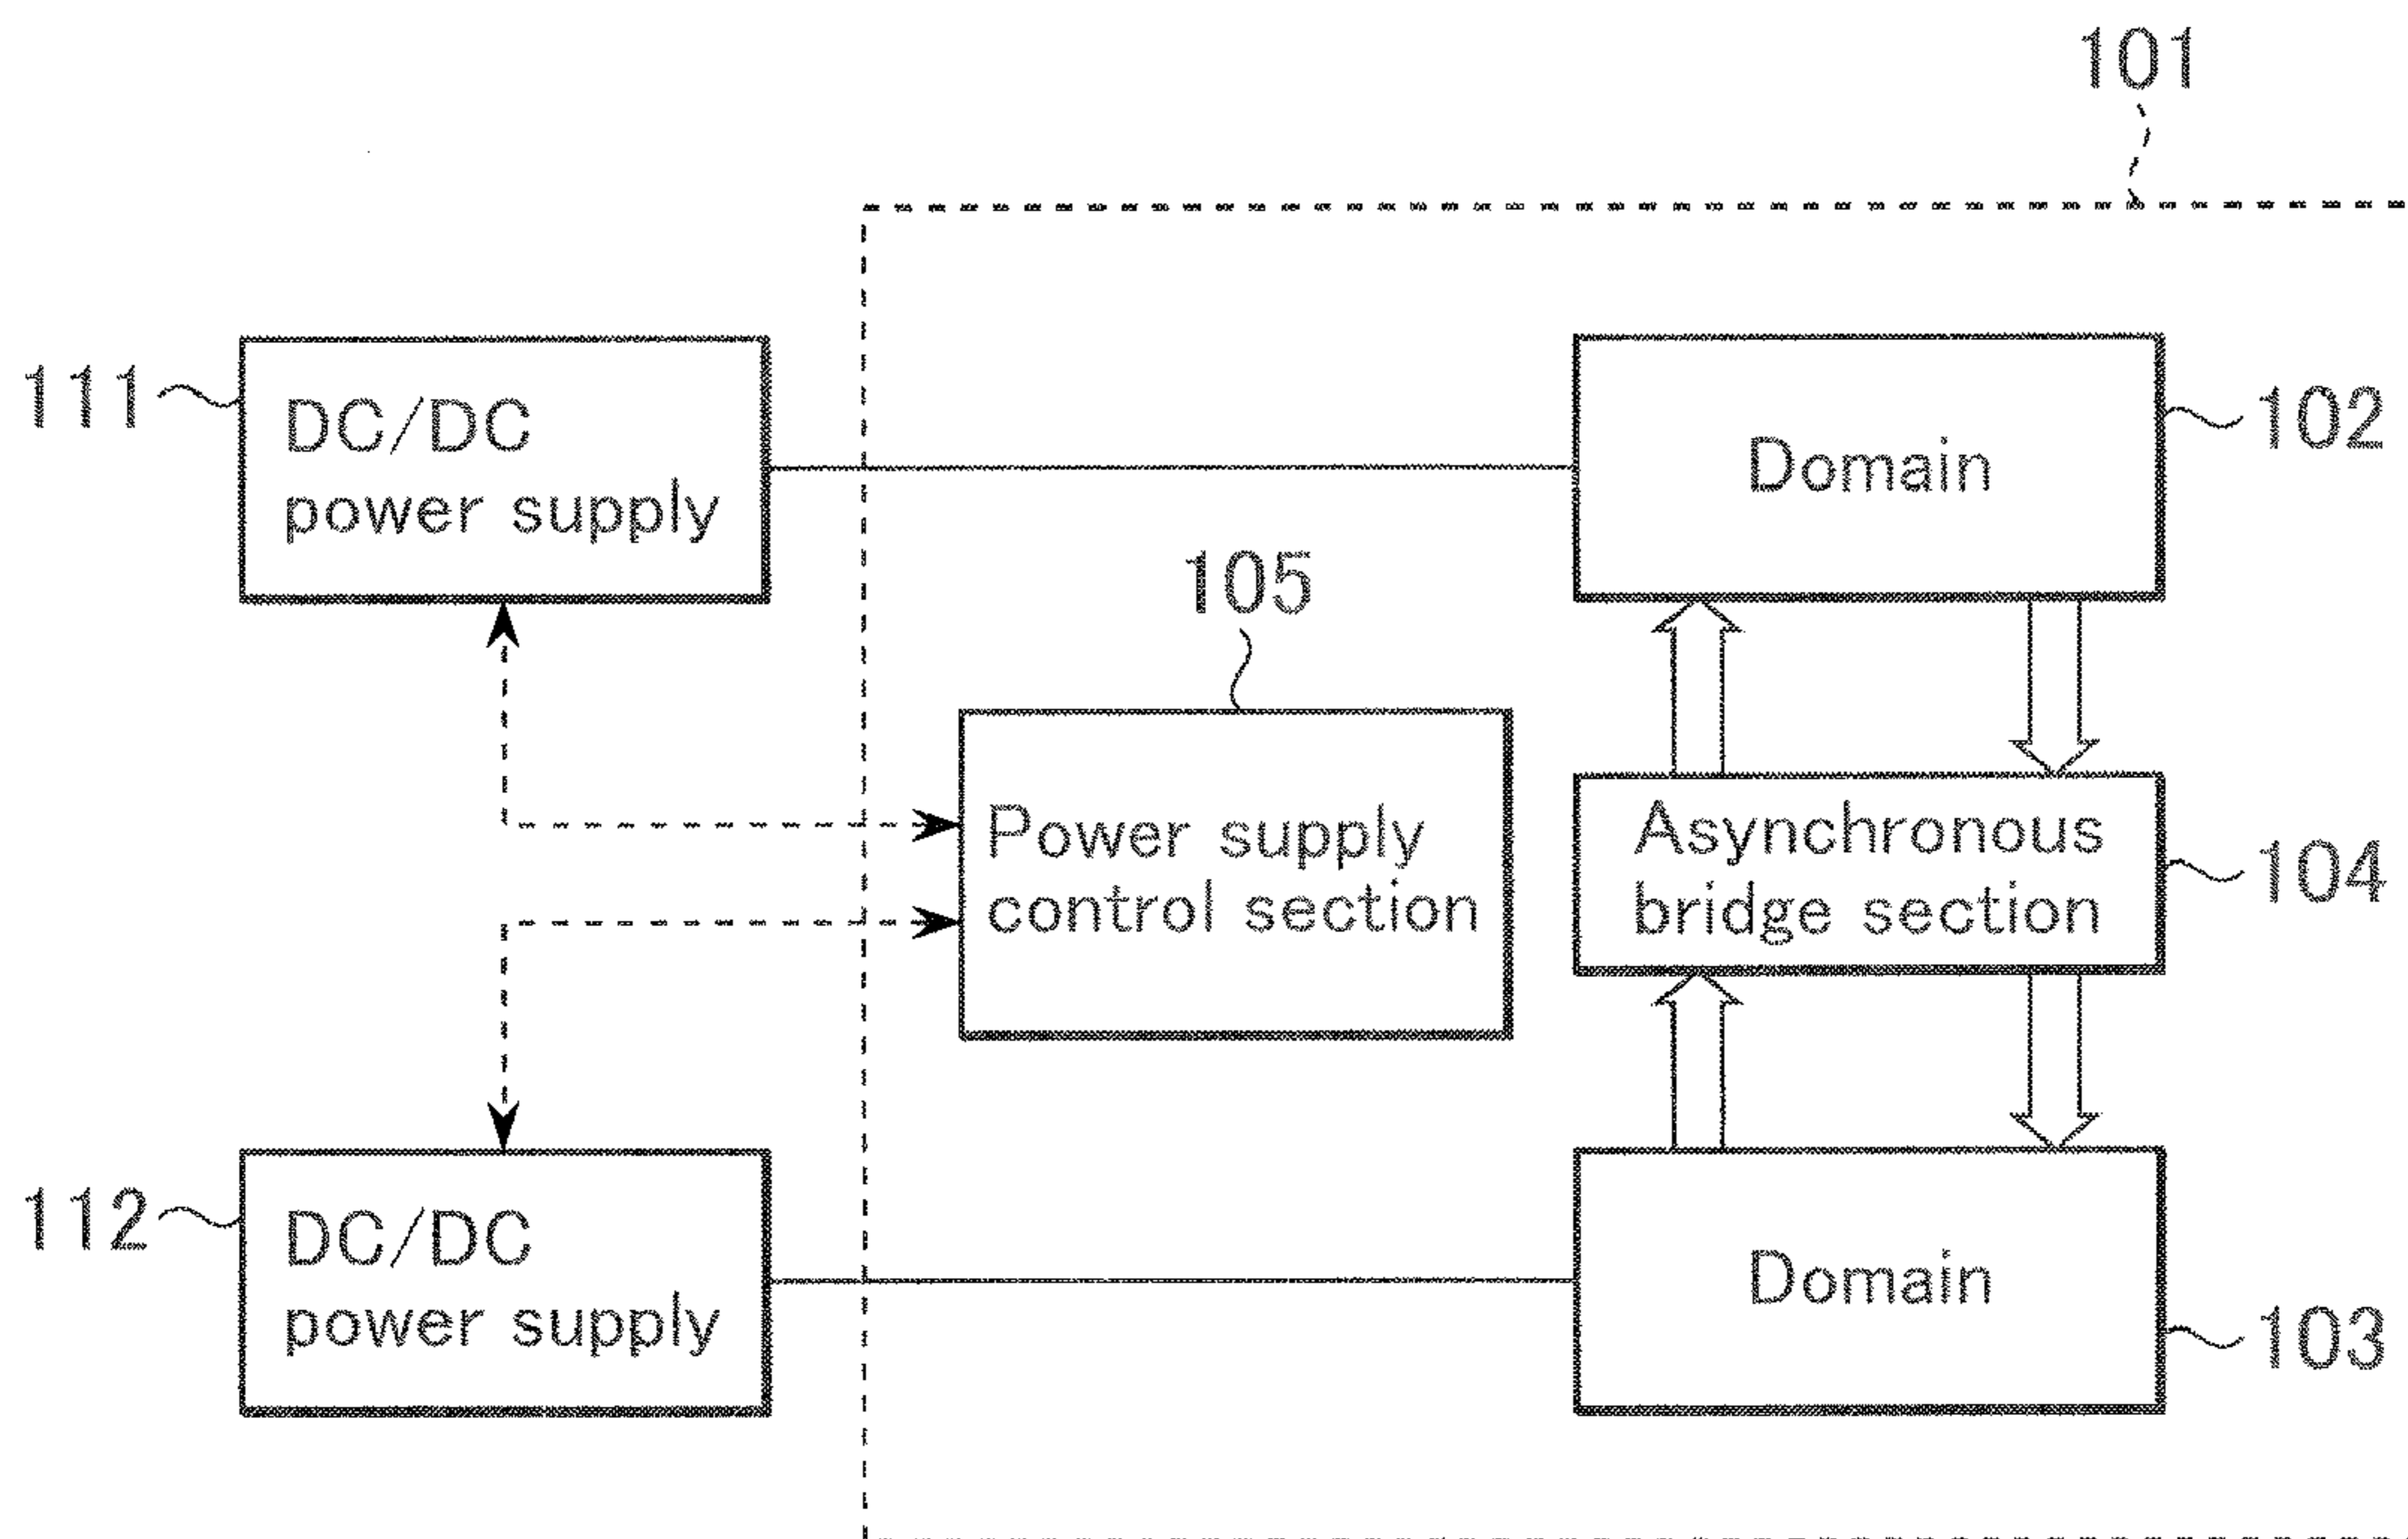 101
111
DC/DC
power supply
Domain
102
105
Power supply
control section
Asynchronous
bridge section
104
112
DC/DC
power supply
Domain
103